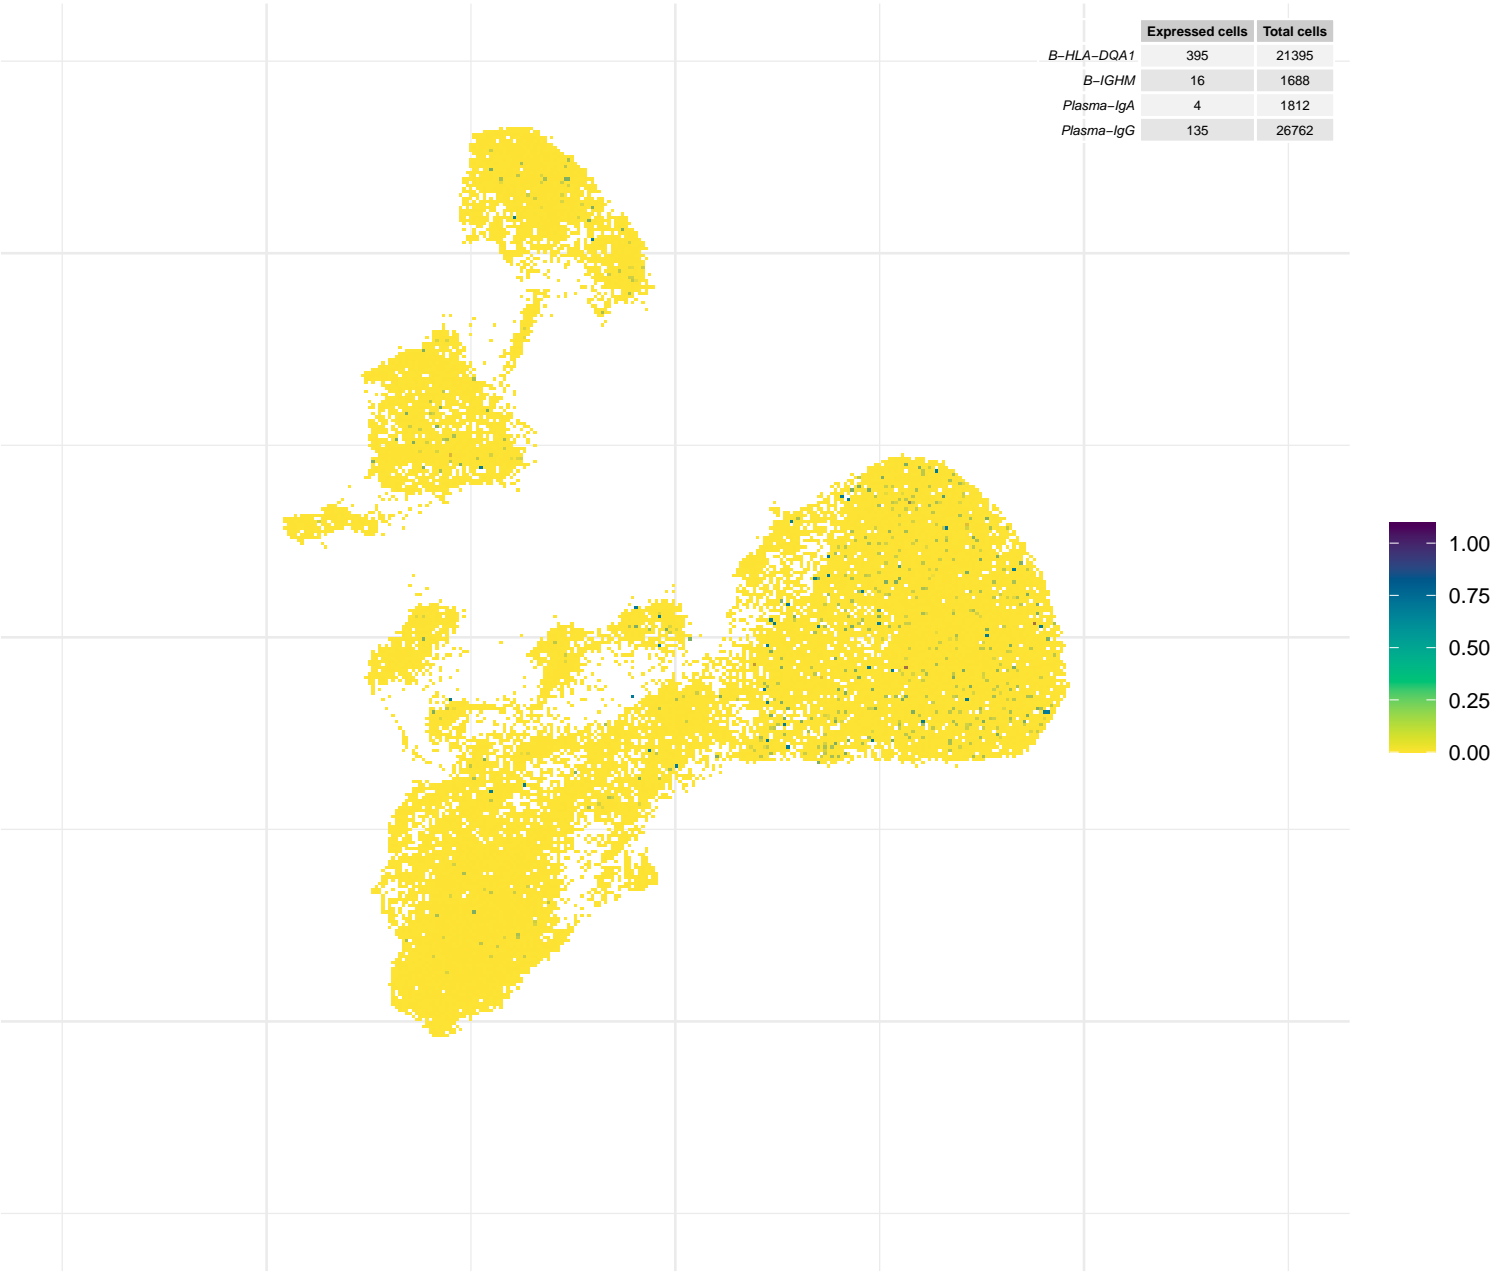 Expressed cells Total cells
B−HLA−DQA1 395 21395
B−IGHM 16 1688
Plasma−IgA 4 1812
Plasma−IgG 135 26762
1.00
0.75
0.50
0.25
0.00